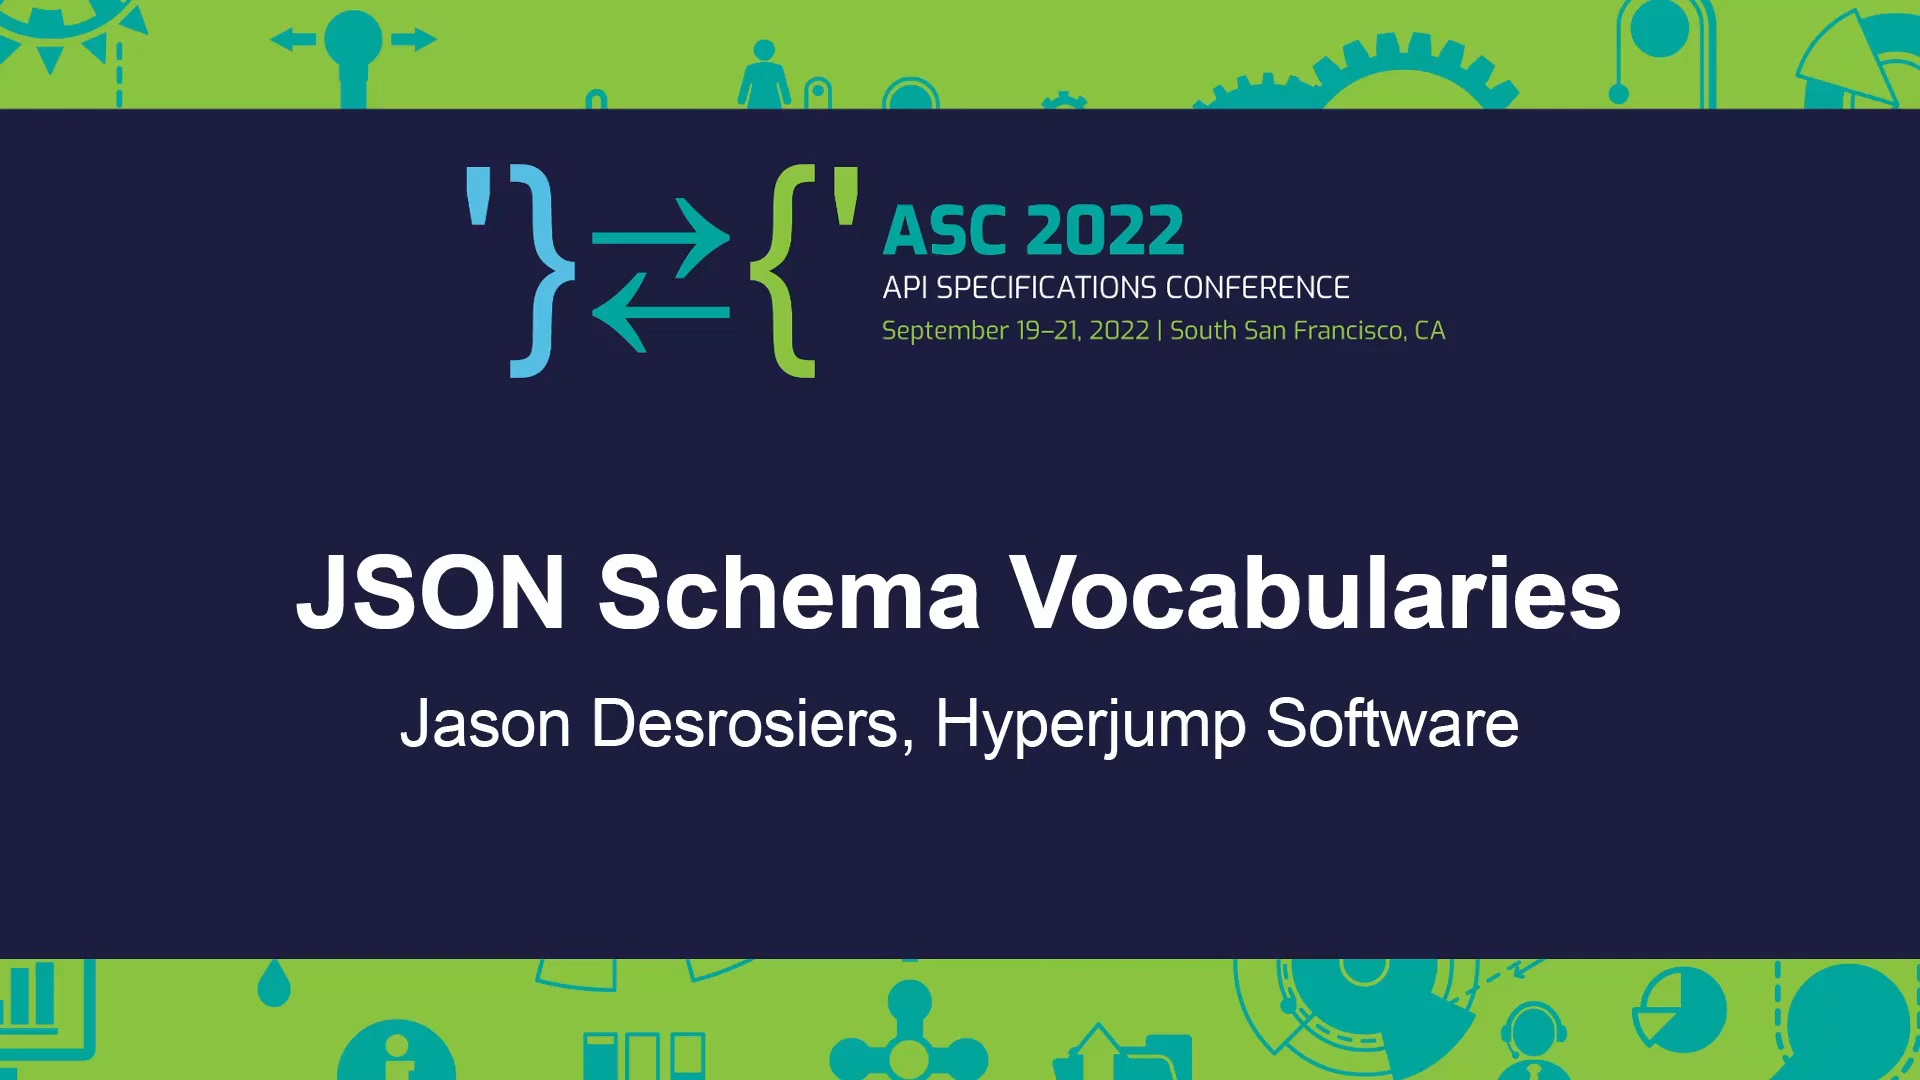 ASC 2022
API SPECIFICATIONS CONFERENCE
September 19–21, 2022 | South San Francisco, CA
JSON Schema Vocabularies
Jason Desrosiers, Hyperjump Software